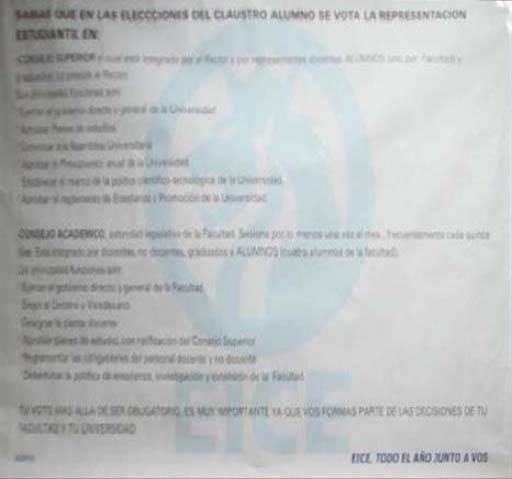 SABIAS QUE EN LAS ELECCCIONES DEL CLAUSTRO ALUMNO SE VOTA LA REPRESENTACION
ESTUDIANTIL EN:
CONSEJO SUPERIOR el cual está integrado por el Rector y por representantes docentes, ALUMNOS (uno por Facultad) y
graduados. Lo preside el Rector.
Sus principales funciones son:
Ejercer el gobierno directo y general de la Universidad
Aprobar Planes de estudios
Convocar a la Asamblea Universitaria
Aprobar el Presupuesto anual de la Universidad
Establecer el marco de la política científico-tecnológica de la Universidad.
Aprobar el reglamento de Enseñanza y Promoción de la Universidad.
CONSEJO ACADEMICO, autoridad legislativa de la Facultad. Sesiona por lo menos una vez al mes, frecuentemente cada quince
días. Esta integrado por docentes, no docentes, graduados y ALUMNOS (cuatro alumnos de la facultad).
Sus principales funciones son:
Ejercer el gobierno directo y general de la Facultad.
Elegir al Decano y Vicedecano
Designar la planta docente
Aprobar planes de estudio, con ratificación del Consejo Superior
Reglamentar las obligaciones del personal docente y no docente
Determinar la política de enseñanza, investigación y extensión de la Facultad.
TU VOTO MAS ALLA DE SER OBLIGATORIO, ES MUY IMPORTANTE YA QUE VOS FORMAS PARTE DE LAS DECISIONES DE TU
FACULTAD Y TU UNIVERSIDAD
EICE
EICE, TODO EL AÑO JUNTO A VOS